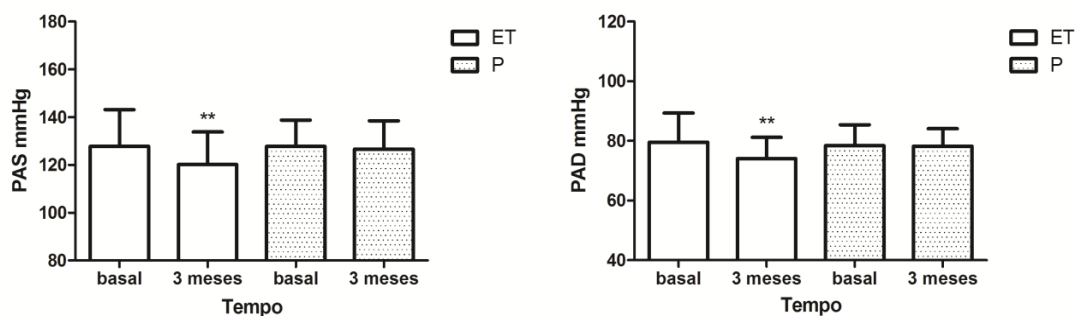 PAS mmHg
180
160
140
120
100
80
**
basal 3 meses basal 3 meses
Tempo
ET
P
PAD mmHg
120
100
80
60
40
**
basal 3 meses basal 3 meses
Tempo
ET
P